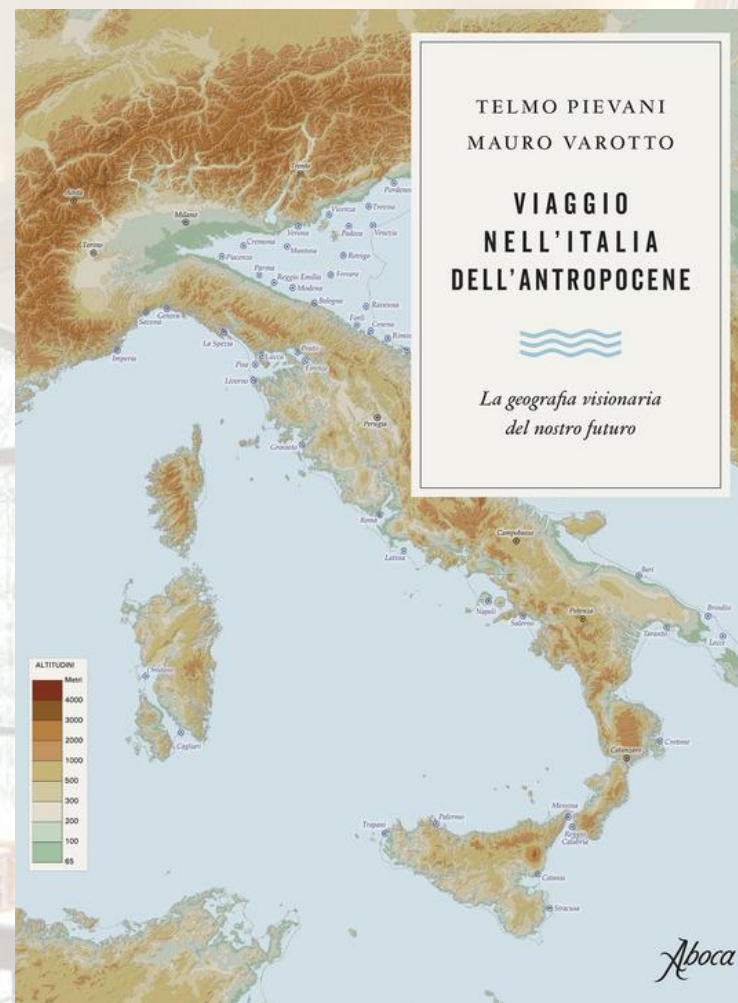 TELMO PIEVANI
MAURO VAROTTO
VIAGGIO
NELL'ITALIA
DELL'ANTROPOCENE
La geografia visionaria
del nostro futuro
Aosta
Trento
Pordenone
Milano
Vicenza
Treviso
Torino
Verona
Padova
Venezia
Cremona
Mantova
Rovigo
Piacenza
Parma
Reggio Emilia
Ferrara
Modena
Bologna
Ravenna
Genova
Savona
Forlì
Cesena
Imperia
La Spezia
Lucca
Prato
Pisa
Firenze
Livorno
Perugia
Grosseto
Roma
Latina
Campobasso
Bari
Napoli
Salerno
Potenza
Brindisi
Taranto
Lecce
Oristano
Cagliari
Crotone
Catanzaro
Messina
Reggio
Calabria
Trapani
Palermo
Catania
Siracusa
ALTITUDINI
Metri
4000
3000
2000
1000
500
300
200
100
65
Aboca